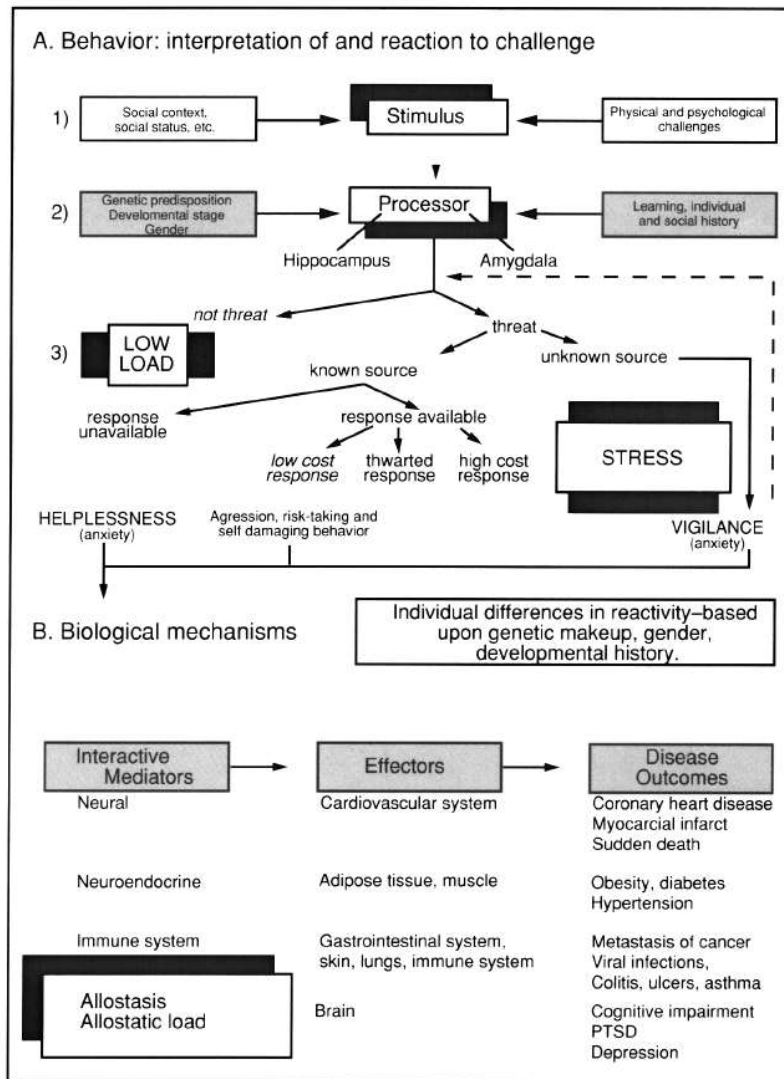 A. Behavior: interpretation of and reaction to challenge
1)
Social context,
social status, etc.
Stimulus
Physical and psychological
challenges
2)
Genetic predisposition
Develomental stage
Gender
Processor
Learning, individual
and social history
Hippocampus
Amygdala
not threat
threat
3)
LOW
LOAD
known source
unknown source
response
unavailable
response available
low cost
response
thwarted
response
high cost
response
STRESS
HELPLESSNESS
(anxiety)
Agression, risk-taking and
self damaging behavior
VIGILANCE
(anxiety)
B. Biological mechanisms
Individual differences in reactivity–based
upon genetic makeup, gender,
developmental history.
Interactive
Mediators
Effectors
Disease
Outcomes
Neural
Cardiovascular system
Coronary heart disease
Myocarcial infarct
Sudden death
Neuroendocrine
Adipose tissue, muscle
Obesity, diabetes
Hypertension
Immune system
Gastrointestinal system,
skin, lungs, immune system
Metastasis of cancer
Viral infections,
Colitis, ulcers, asthma
Allostasis
Allostatic load
Brain
Cognitive impairment
PTSD
Depression